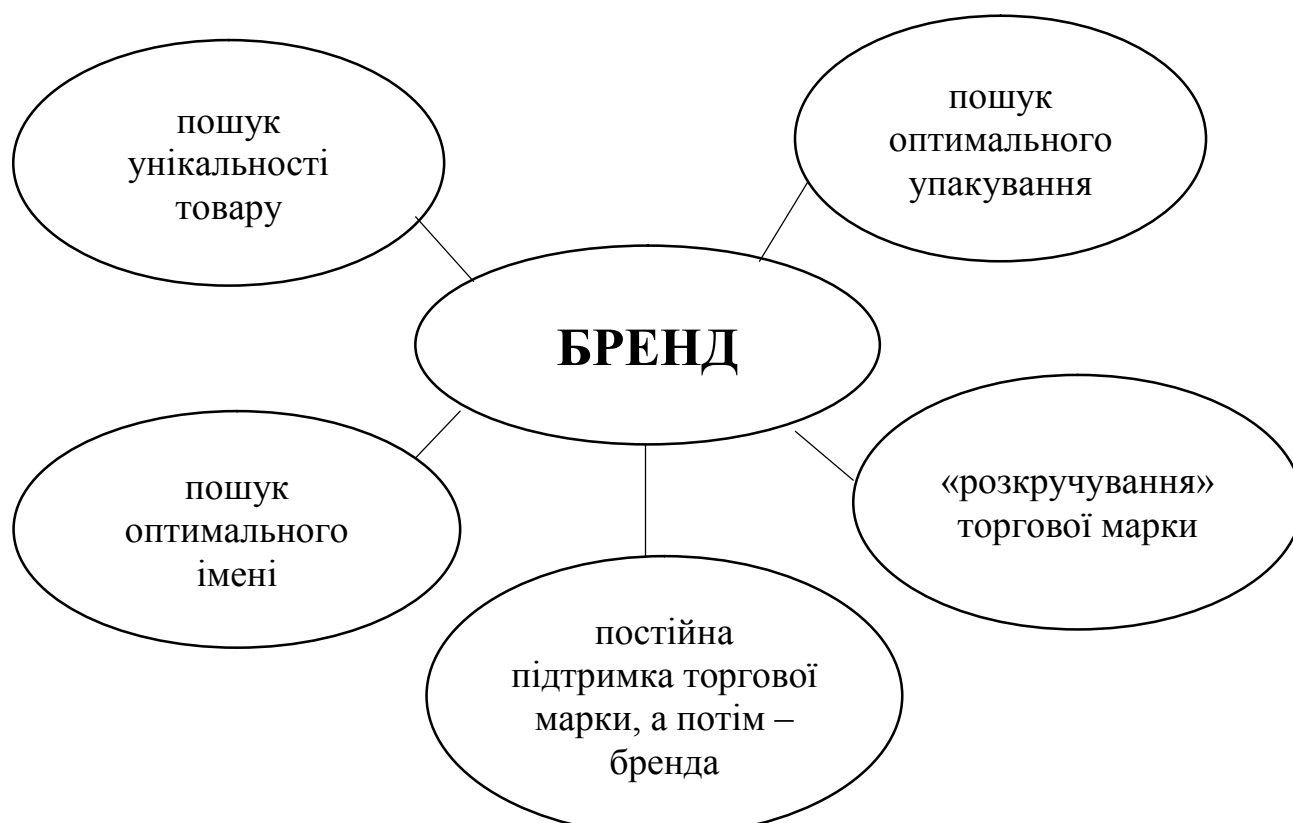 пошук
унікальності
товару
пошук
оптимального
упакування
БРЕНД
пошук
оптимального
імені
«розкручування»
торгової марки
постійна
підтримка торгової
марки, а потім –
бренда